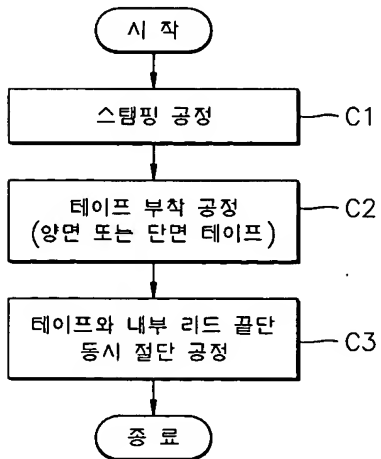 시 작
스탬핑 공정
C1
테이프 부착 공정
(양면 또는 단면 테이프)
C2
테이프와 내부 리드 끝단
동시 절단 공정
C3
종 료